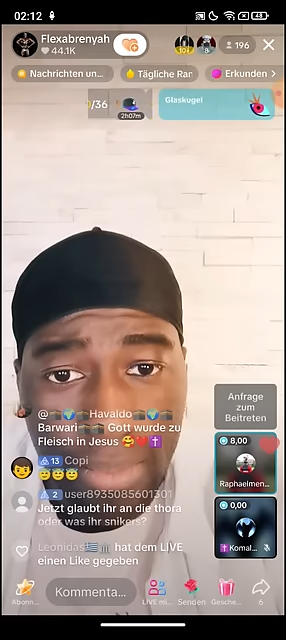 02:12
48
Flexabrenyah
44.1K
10+
8
196
Nachrichten un...
Tägliche Ran
Erkunden
/36
2h07m
Glaskugel
@ Havaldo
Barwari Gott wurde zu
Fleisch in Jesus
13 Copi
2 user8935085601301
Jetzt glaubt ihr an die thora
oder was ihr snikers?
Leonidas hat dem LIVE
einen Like gegeben
Anfrage
zum
Beitreten
8,00
Raphaelmen...
0,00
Komal...
Kommenta...
Abonn...
LIVE mi...
Senden
Gesche...
6